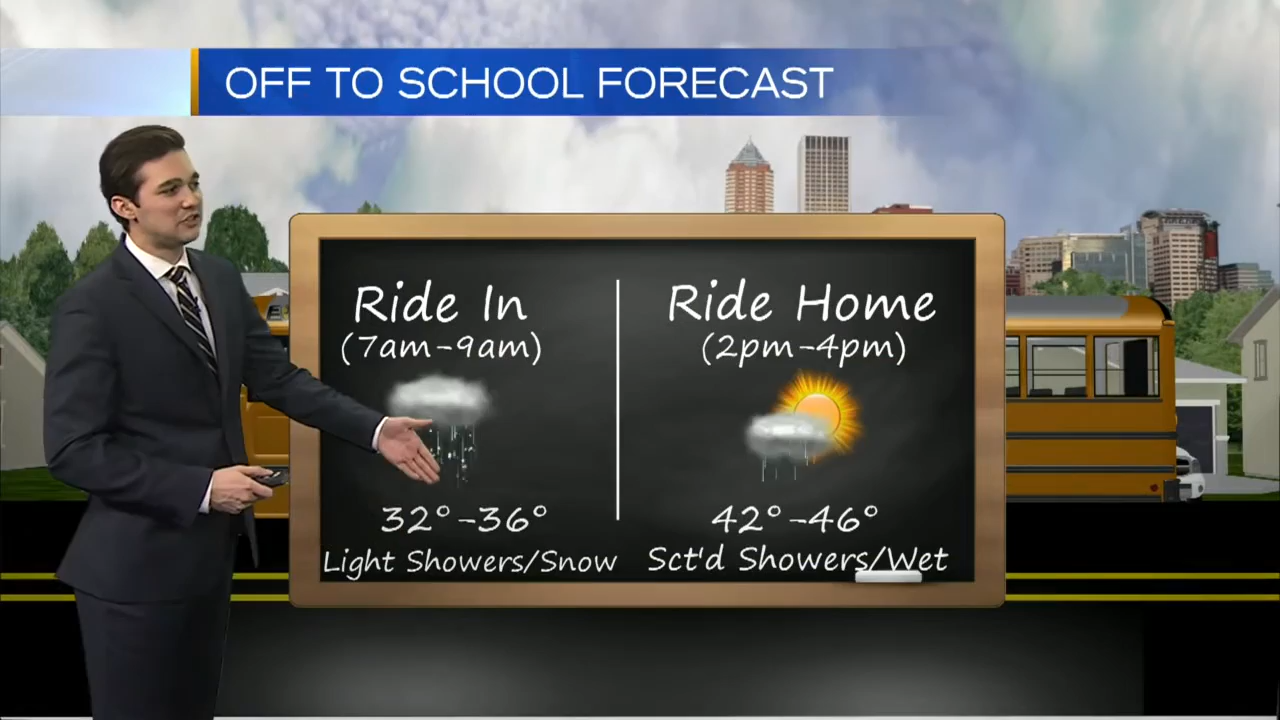 OFF TO SCHOOL FORECAST
Ride In
(7am-9am)
32°-36°
Light Showers/Snow
Ride Home
(2pm-4pm)
42°-46°
Sct'd Showers/Wet